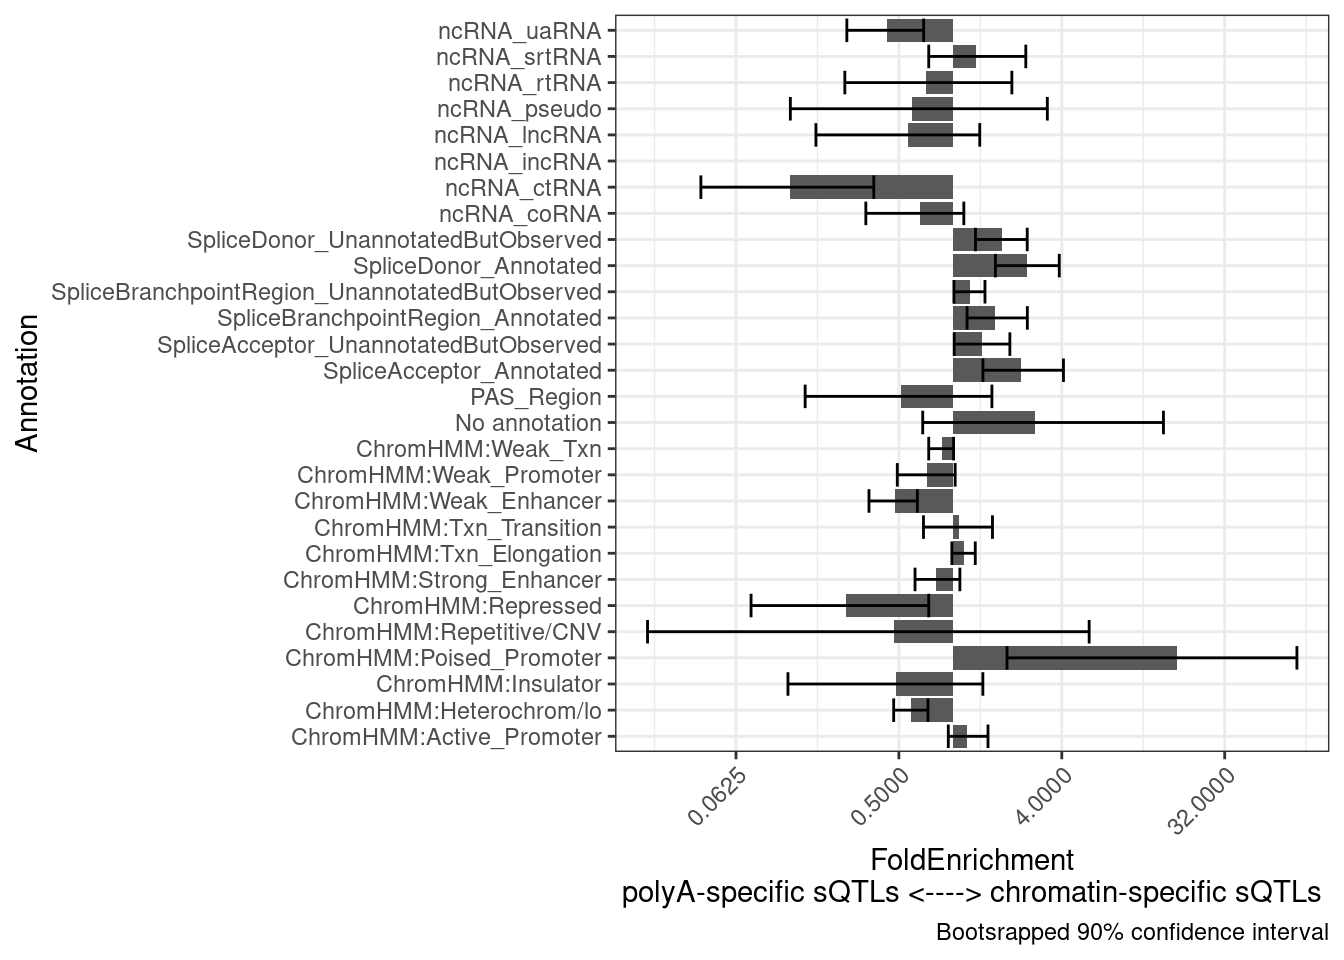 ncRNA_uaRNA
ncRNA_srtRNA
ncRNA_rtRNA
ncRNA_pseudo
ncRNA_lncRNA
ncRNA_incRNA
ncRNA_ctRNA
ncRNA_coRNA
SpliceDonor_UnannotatedButObserved
SpliceDonor_Annotated
SpliceBranchpointRegion_UnannotatedButObserved
SpliceBranchpointRegion_Annotated
SpliceAcceptor_UnannotatedButObserved
SpliceAcceptor_Annotated
PAS_Region
No annotation
ChromHMM:Weak_Txn
ChromHMM:Weak_Promoter
ChromHMM:Weak_Enhancer
ChromHMM:Txn_Transition
ChromHMM:Txn_Elongation
ChromHMM:Strong_Enhancer
ChromHMM:Repressed
ChromHMM:Repetitive/CNV
ChromHMM:Poised_Promoter
ChromHMM:Insulator
ChromHMM:Heterochrom/lo
ChromHMM:Active_Promoter
Annotation
0.0625 0.5000 4.0000 32.0000
FoldEnrichment
polyA-specific sQTLs <----> chromatin-specific sQTLs
Bootsrapped 90% confidence interval